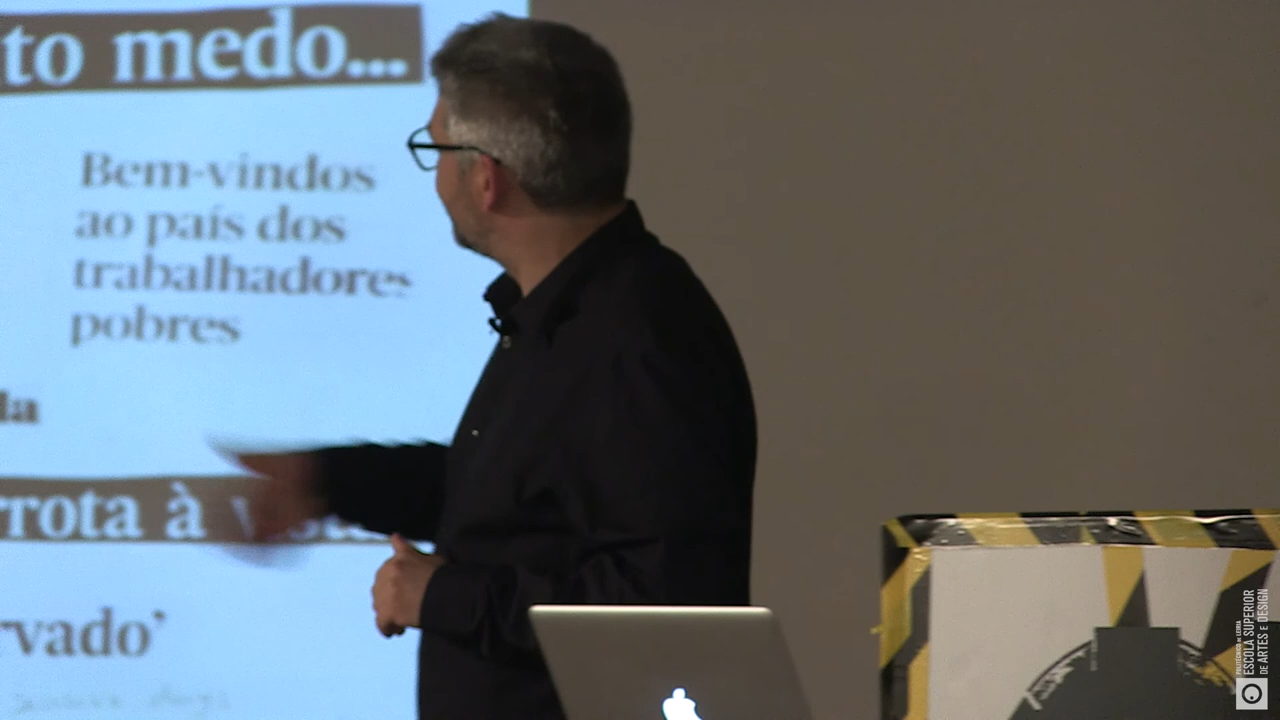 to medo...
Bem-vindos
ao país dos
trabalhadores
pobres
da
rrota à vista
rvado’
POLITÉCNICO DE LEIRIA
ESCOLA SUPERIOR
DE ARTES E DESIGN